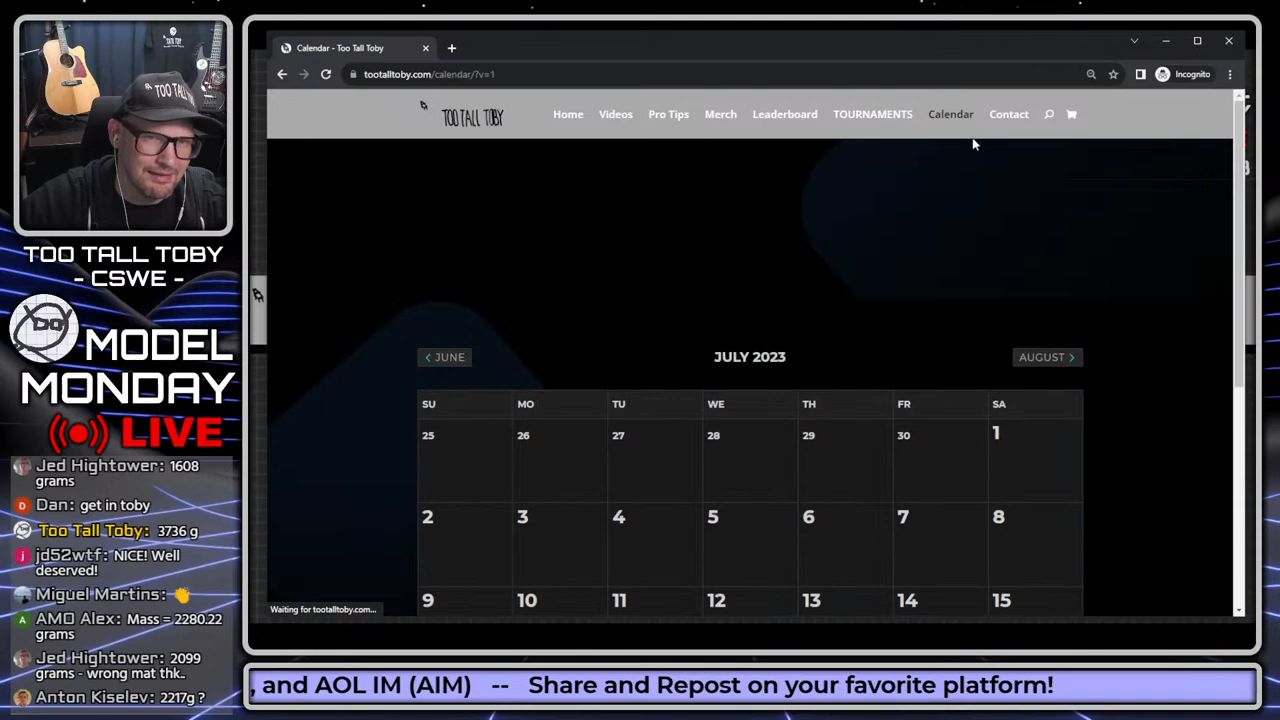 TOO TALL TOBY
- CSWE -
MODEL
MONDAY
LIVE
Jed Hightower: 1608
grams
Dan: get in toby
Too Tall Toby: 3736 g
jd52wtf: NICE! Well
deserved!
Miguel Martins: 👏
AMO Alex: Mass = 2280.22
grams
Jed Hightower: 2099
grams - wrong mat thk..
Anton Kiselev: 2217g ?
Calendar - Too Tall Toby
tootalltoby.com/calendar/?v=1
Incognito
TOO TALL TOBY
Home Videos Pro Tips Merch Leaderboard TOURNAMENTS Calendar Contact
JUNE JULY 2023 AUGUST
SU MO TU WE TH FR SA
25 26 27 28 29 30 1
2 3 4 5 6 7 8
9 10 11 12 13 14 15
Waiting for tootalltoby.com...
, and AOL IM (AIM) -- Share and Repost on your favorite platform!